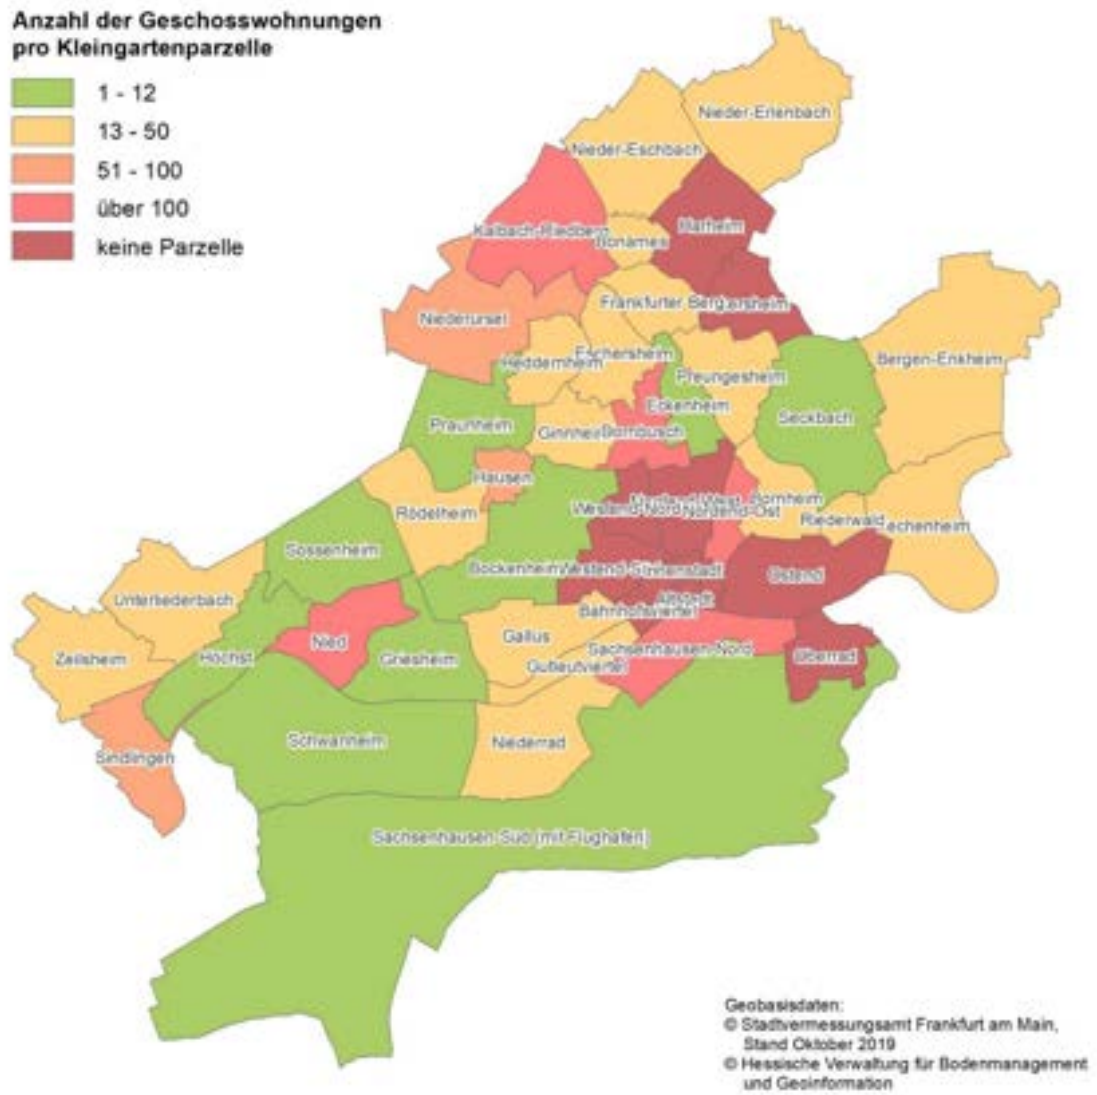 Anzahl der Geschosswohnungen
pro Kleingartenparzelle
1 - 12
13 - 50
51 - 100
über 100
keine Parzelle
Nieder-Erlenbach
Nieder-Eschbach
Kalbach-Riedberg
Harheim
Bonames
Frankfurter Berg
Niederursel
Eschersheim
Heddernheim
Bergen-Enkheim
Preungesheim
Eckenheim
Seckbach
Praunheim
Ginnhei
Dornbusch
Hausen
Bornheim
Rödelheim
Westend-Nord
Nordend-Ost
Riederwald
echenheim
Sossenheim
Bockenheim
Westend-S
Innenstadt
Ostend
Unterliederbach
Altstadt
Bahnhofsviertel
Gallus
Nied
Sachsenhausen-Nord
Oberrad
Zeilsheim
Höchst
Griesheim
Gutleutviertel
Schwanheim
Niederrad
Sindlingen
Sachsenhausen-Süd (mit Flughafen)
Geobasisdaten:
© Stadtvermessungsamt Frankfurt am Main,
Stand Oktober 2019
© Hessische Verwaltung für Bodenmanagement
und Geoinformation